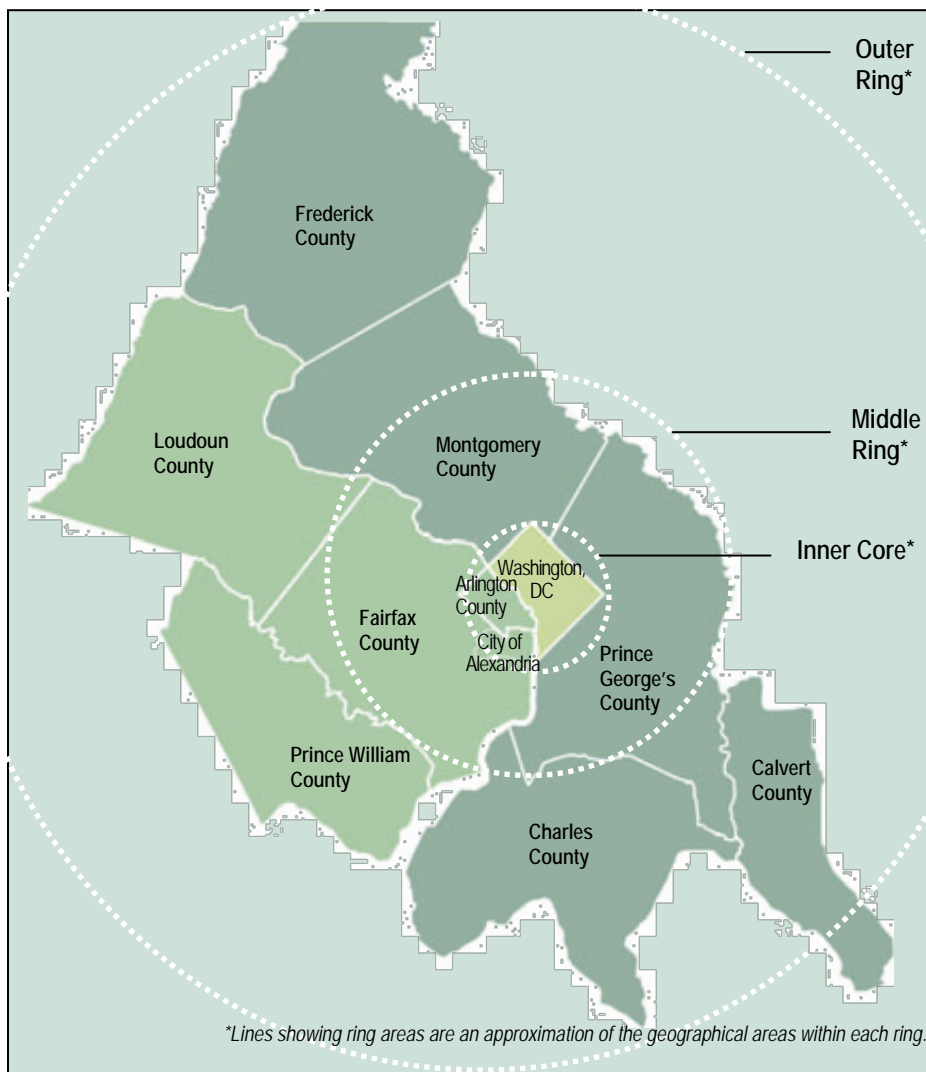 Outer
Ring*
Frederick
County
Middle
Ring*
Loudoun
County
Montgomery
County
Inner Core*
Washington,
DC
Arlington
County
Fairfax
County
City of
Alexandria
Prince
George's
County
Prince William
County
Calvert
County
Charles
County
*Lines showing ring areas are an approximation of the geographical areas within each ring.